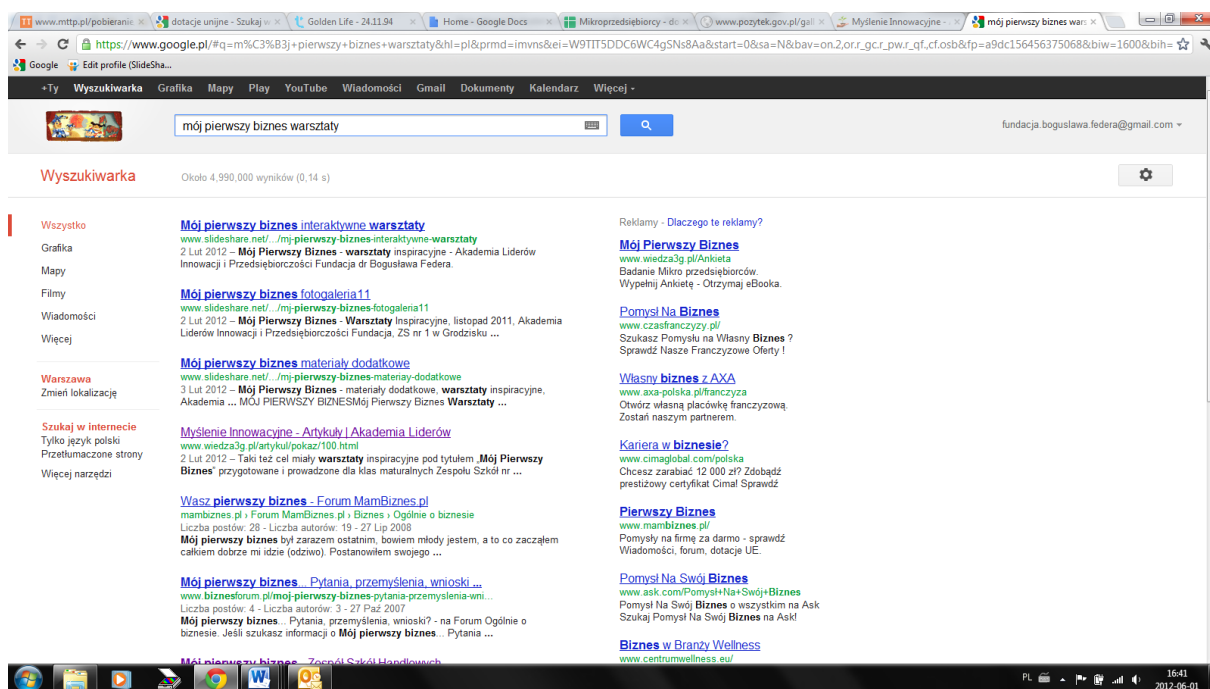 www.mttp.pl/pobieranie
dotacje unijne - Szukaj w
Golden Life - 24.11.94
Home - Google Docs
Mikroprzedsiębiorcy - do
www.pozytek.gov.pl/gal
Myślenie Innowacyjne -
mój pierwszy biznes wars
https://www.google.pl/#q=m%C3%B3j+pierwszy+biznes+warsztaty&hl=pl&prmd=imvns&ei=W9TIT5DDC6WC4gSNs8Aa&start=0&sa=N&bav=on.2,or.r_gc.r_pw.r_qf.,cf.osb&fp=a9dc156456375068&biw=1600&bih=
Google Edit profile (SlideSha...
+Ty Wyszukiwarka Grafika Mapy Play YouTube Wiadomości Gmail Dokumenty Kalendarz Więcej
mój pierwszy biznes warsztaty
fundacja.boguslawa.federa@gmail.com
Wyszukiwarka
Około 4,990,000 wyników (0,14 s)
Wszystko
Grafika
Mapy
Filmy
Wiadomości
Więcej
Warszawa
Zmień lokalizację
Szukaj w internecie
Tylko język polski
Przetłumaczone strony
Więcej narzędzi
Mój pierwszy biznes interaktywne warsztaty
www.slideshare.net/.../mj-pierwszy-biznes-interaktywne-warsztaty
2 Lut 2012 – Mój Pierwszy Biznes - warsztaty inspiracyjne - Akademia Liderów
Innowacji i Przedsiębiorczości Fundacja dr Bogusława Federa.
Mój pierwszy biznes fotogaleria11
www.slideshare.net/.../mj-pierwszy-biznes-fotogaleria11
2 Lut 2012 – Mój Pierwszy Biznes - Warsztaty Inspiracyjne, listopad 2011, Akademia
Liderów Innowacji i Przedsiębiorczości Fundacja, ZS nr 1 w Grodzisku ...
Mój pierwszy biznes materiały dodatkowe
www.slideshare.net/.../mj-pierwszy-biznes-materiay-dodatkowe
3 Lut 2012 – Mój Pierwszy Biznes - materiały dodatkowe, warsztaty inspiracyjne,
Akademia ... MÓJ PIERWSZY BIZNESMój Pierwszy Biznes Warsztaty ...
Myślenie Innowacyjne - Artykuły | Akademia Liderów
www.wiedza3g.pl/artykul/pokaz/100.html
2 Lut 2012 – Taki też cel miały warsztaty inspiracyjne pod tytułem „Mój Pierwszy
Biznes" przygotowane i prowadzone dla klas maturalnych Zespołu Szkół nr ...
Wasz pierwszy biznes - Forum MamBiznes.pl
mambiznes.pl › Forum MamBiznes.pl › Biznes › Ogólnie o biznesie
Liczba postów: 28 - Liczba autorów: 19 - 27 Lip 2008
Mój pierwszy biznes był zarazem ostatnim, bowiem młody jestem, a to co zacząłem
całkiem dobrze mi idzie (odziwo). Postanowiłem swojego ...
Mój pierwszy biznes... Pytania, przemyślenia, wnioski ...
www.biznesforum.pl/moj-pierwszy-biznes-pytania-przemyslenia-wni...
Liczba postów: 4 - Liczba autorów: 3 - 27 Paź 2007
Mój pierwszy biznes... Pytania, przemyślenia, wnioski? - na Forum Ogólnie o
biznesie. Jeśli szukasz informacji o Mój pierwszy biznes... Pytania ...
Mój pierwszy biznes - Zespół Szkół Handlowych
Reklamy - Dlaczego te reklamy?
Mój Pierwszy Biznes
www.wiedza3g.pl/Ankieta
Badanie Mikro przedsiębiorców.
Wypełnij Ankietę - Otrzymaj eBooka.
Pomysł Na Biznes
www.czasfranczyzy.pl/
Szukasz Pomysłu na Własny Biznes ?
Sprawdź Nasze Franczyzowe Oferty !
Własny biznes z AXA
www.axa-polska.pl/franczyza
Otwórz własną placówkę franczyzową.
Zostań naszym partnerem.
Kariera w biznesie?
www.cimaglobal.com/polska
Chcesz zarabiać 12 000 zł? Zdobądź
prestiżowy certyfikat Cima! Sprawdź
Pierwszy Biznes
www.mambiznes.pl/
Pomysły na firmę za darmo - sprawdź
Wiadomości, forum, dotacje UE.
Pomysł Na Swój Biznes
www.ask.com/Pomysł+Na+Swój+Biznes
Pomysł Na Swój Biznes o wszystkim na Ask
Szukaj Pomysł Na Swój Biznes na Ask!
Biznes w Branży Wellness
www.centrumwellness.eu/
PL
16:41
2012-06-01